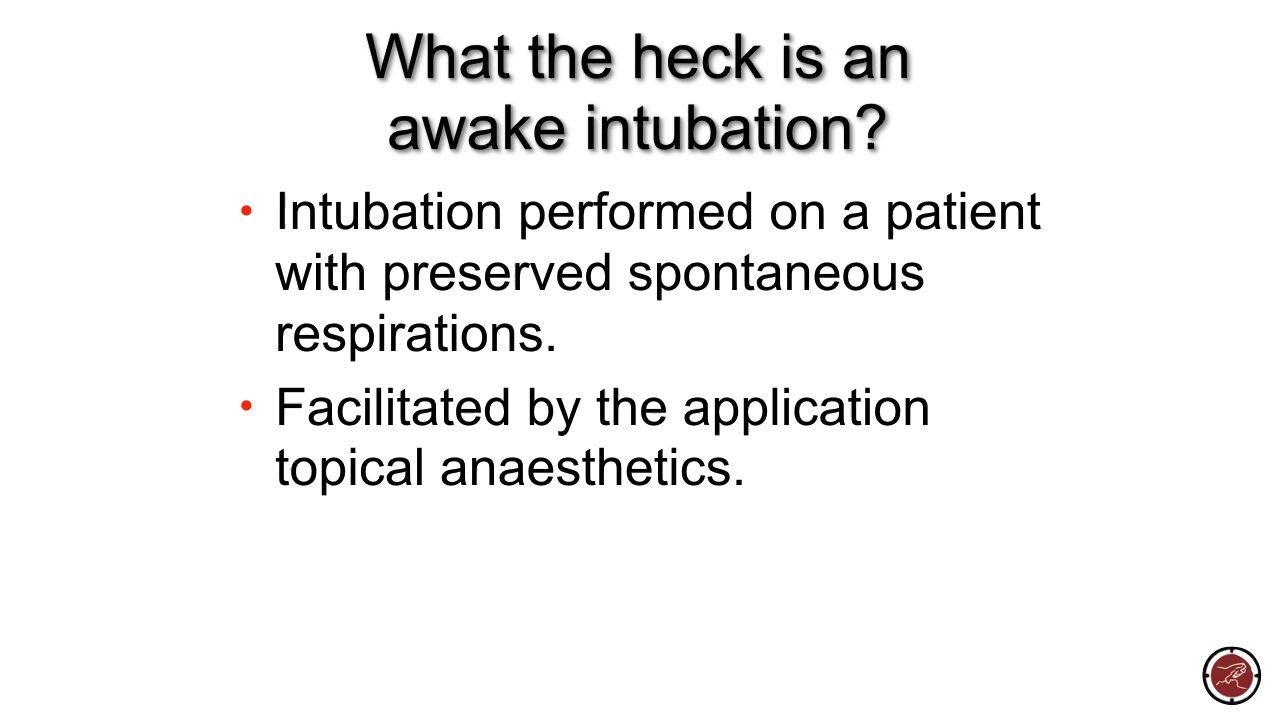 What the heck is an
awake intubation?
• Intubation performed on a patient
with preserved spontaneous
respirations.
• Facilitated by the application
topical anaesthetics.